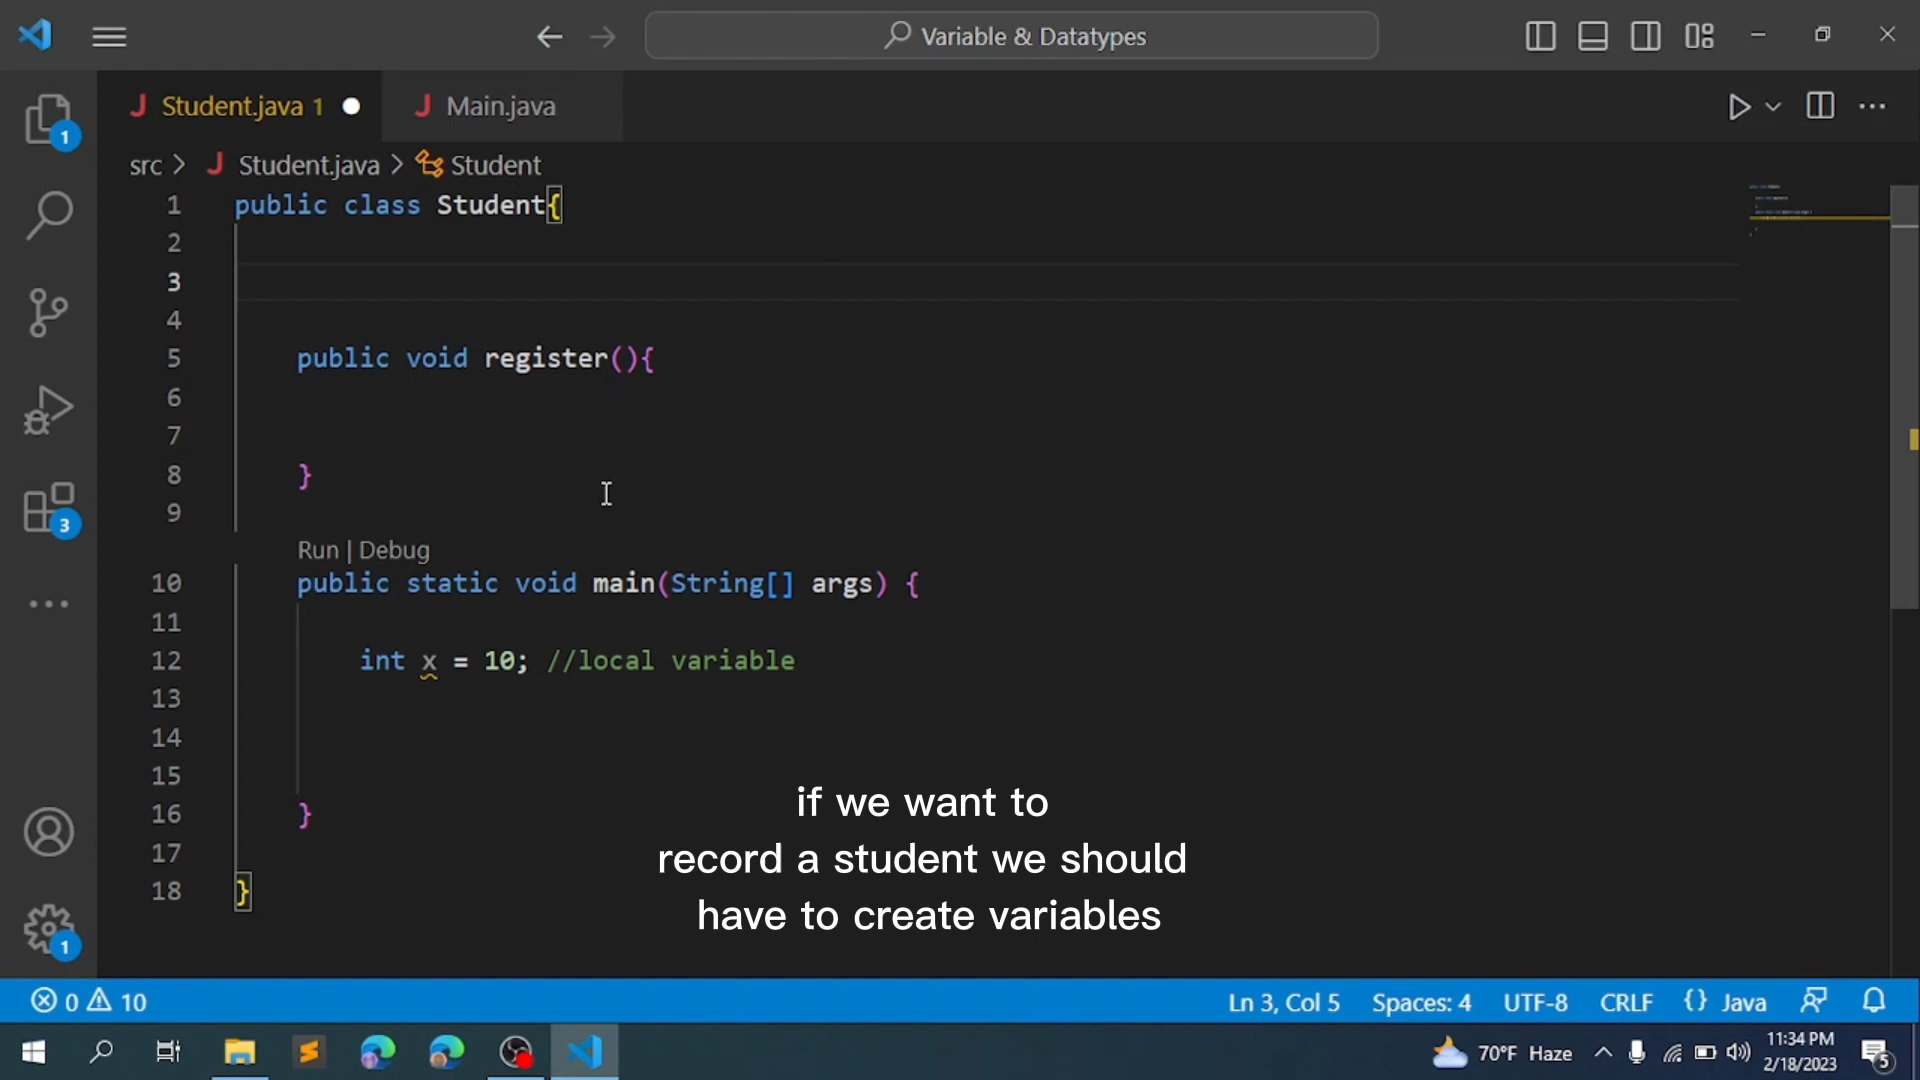 Variable & Datatypes
Student.java 1
Main.java
src > Student.java > Student
1 public class Student{
2
3
4
5 public void register(){
6
7
8 }
9
Run | Debug
10 public static void main(String[] args) {
11
12 int x = 10; //local variable
13
14
15
16 }
17
18 }
1
3
1
if we want to
record a student we should
have to create variables
0 10 Ln 3, Col 5 Spaces: 4 UTF-8 CRLF {} Java
70°F Haze
11:34 PM
2/18/2023
5